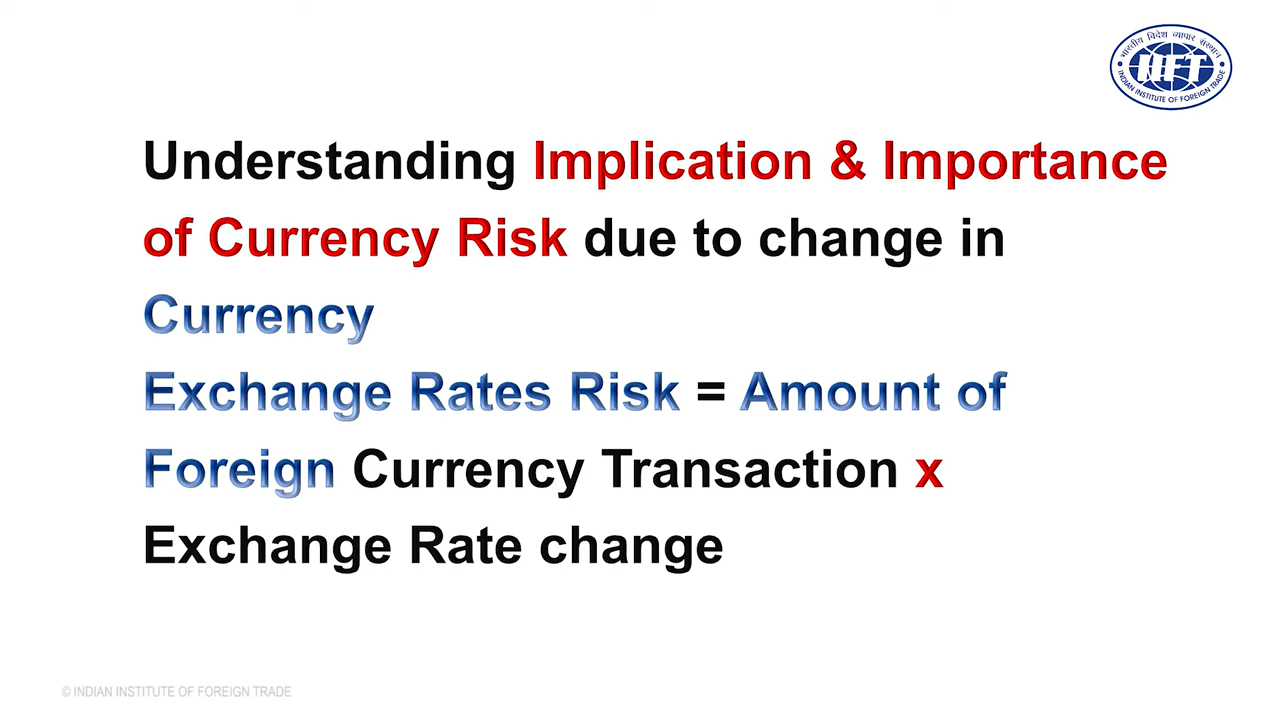 भारतीय विदेश व्यापार संस्थान
IIFT
INDIAN INSTITUTE OF FOREIGN TRADE
Understanding Implication & Importance
of Currency Risk due to change in
Currency
Exchange Rates Risk = Amount of
Foreign Currency Transaction x
Exchange Rate change
© INDIAN INSTITUTE OF FOREIGN TRADE